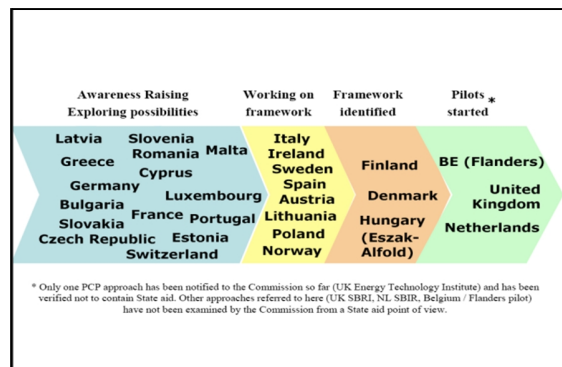 Awareness Raising
Exploring possibilities
Working on
framework
Framework
identified
Pilots *
started
Latvia
Slovenia
Romania
Malta
Greece
Cyprus
Germany
Luxembourg
Bulgaria
France
Portugal
Slovakia
Czech Republic
Estonia
Switzerland
Italy
Ireland
Sweden
Spain
Austria
Lithuania
Poland
Norway
Finland
Denmark
Hungary
(Eszak-
Alfold)
BE (Flanders)
United
Kingdom
Netherlands
* Only one PCP approach has been notified to the Commission so far (UK Energy Technology Institute) and has been
verified not to contain State aid. Other approaches referred to here (UK SBRI, NL SBIR, Belgium / Flanders pilot)
have not been examined by the Commission from a State aid point of view.